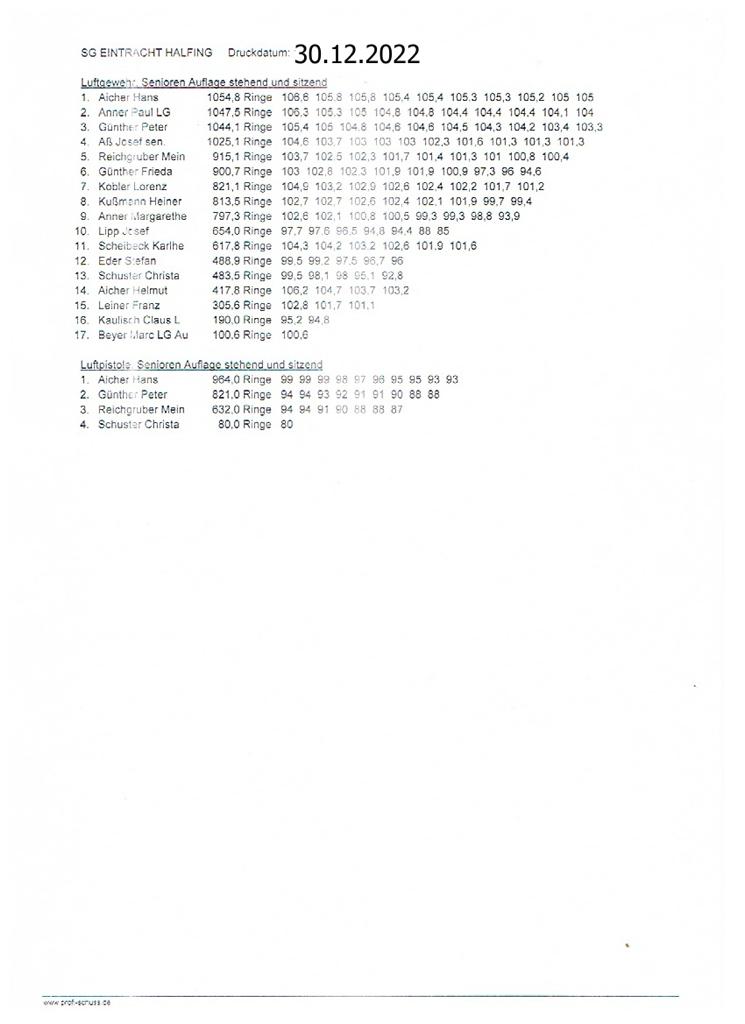 SG EINTRACHT HALFING Druckdatum: 30.12.2022
Luftgewehr Senioren Auflage stehend und sitzend
1. Aicher Hans 1054,8 Ringe 106,6 105,8 105,8 105,4 105,4 105,3 105,3 105,2 105 105
2. Anner Paul LG 1047,5 Ringe 106,3 105,3 105 104,8 104,8 104,4 104,4 104,4 104,1 104
3. Günther Peter 1044,1 Ringe 105,4 105 104,8 104,6 104,6 104,5 104,3 104,2 103,4 103,3
4. Aß Josef sen. 1025,1 Ringe 104,6 103,7 103 103 103 102,3 101,6 101,3 101,3 101,3
5. Reichgruber Mein 915,1 Ringe 103,7 102,5 102,3 101,7 101,4 101,3 101 100,8 100,4
6. Günther Frieda 900,7 Ringe 103 102,8 102,3 101,9 101,9 100,9 97,3 96 94,6
7. Kobler Lorenz 821,1 Ringe 104,9 103,2 102,9 102,6 102,4 102,2 101,7 101,2
8. Kußmann Heiner 813,5 Ringe 102,7 102,7 102,6 102,4 102,1 101,9 99,7 99,4
9. Anner Margarethe 797,3 Ringe 102,6 102,1 100,8 100,5 99,3 99,3 98,8 93,9
10. Lipp Josef 654,0 Ringe 97,7 97,6 96,5 94,8 94,4 88 85
11. Scheibeck Karlhe 617,8 Ringe 104,3 104,2 103,2 102,6 101,9 101,6
12. Eder Stefan 488,9 Ringe 99,5 99,2 97,5 96,7 96
13. Schuster Christa 483,5 Ringe 99,5 98,1 98 95,1 92,8
14. Aicher Helmut 417,8 Ringe 106,2 104,7 103,7 103,2
15. Leiner Franz 305,6 Ringe 102,8 101,7 101,1
16. Kaulisch Claus L 190,0 Ringe 95,2 94,8
17. Beyer Marc LG Au 100,6 Ringe 100,6
Luftpistole Senioren Auflage stehend und sitzend
1. Aicher Hans 964,0 Ringe 99 99 99 98 97 96 95 95 93 93
2. Günther Peter 821,0 Ringe 94 94 93 92 91 91 90 88 88
3. Reichgruber Mein 632,0 Ringe 94 94 91 90 88 88 87
4. Schuster Christa 80,0 Ringe 80
www.prof-schuss.de